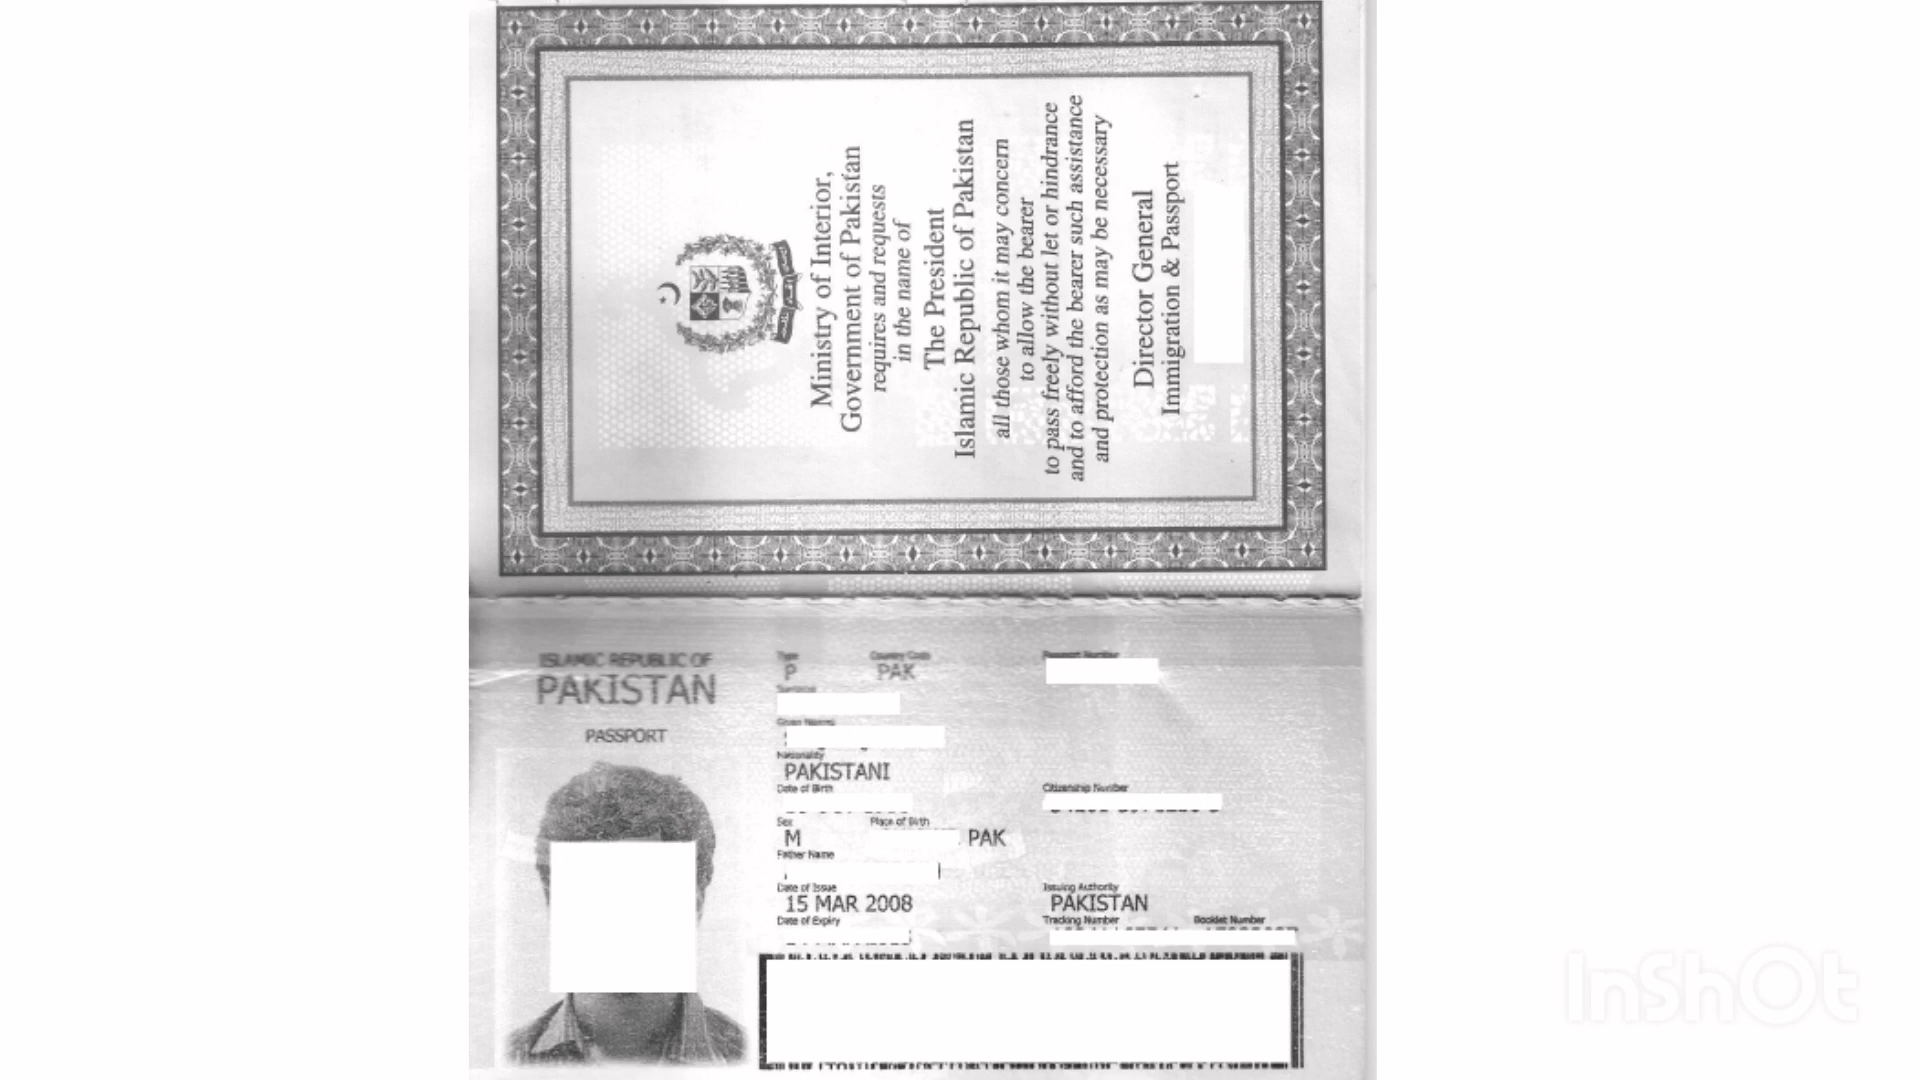 Ministry of Interior,
Government of Pakistan
requires and requests
in the name of
The President
Islamic Republic of Pakistan
all those whom it may concern
to allow the bearer
to pass freely without let or hindrance
and to afford the bearer such assistance
and protection as may be necessary
Director General
Immigration & Passport
ISLAMIC REPUBLIC OF
PAKISTAN
PASSPORT
Type Country Code Passport Number
P PAK
Surname
Given Names
Nationality
PAKISTANI
Date of Birth Citizenship Number
Sex Place of Birth
M PAK
Father Name
Date of Issue Issuing Authority
15 MAR 2008 PAKISTAN
Date of Expiry Tracking Number Booklet Number
InShOt